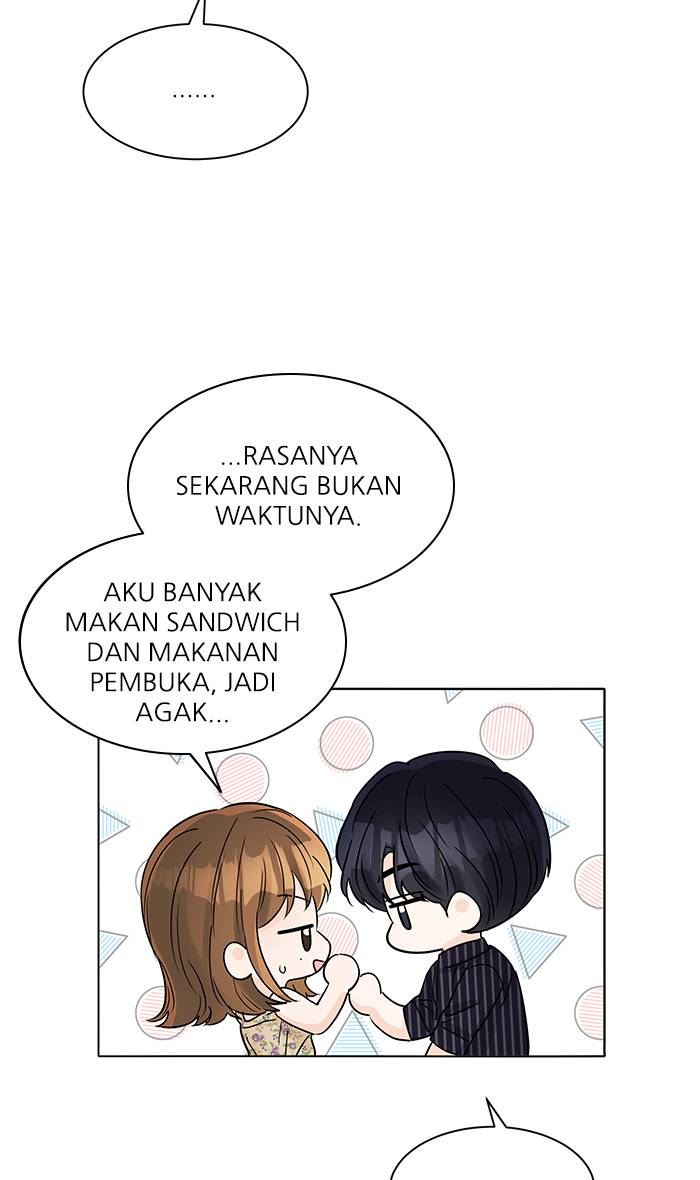 ......
...RASANYA
SEKARANG BUKAN
WAKTUNYA.
AKU BANYAK
MAKAN SANDWICH
DAN MAKANAN
PEMBUKA, JADI
AGAK...